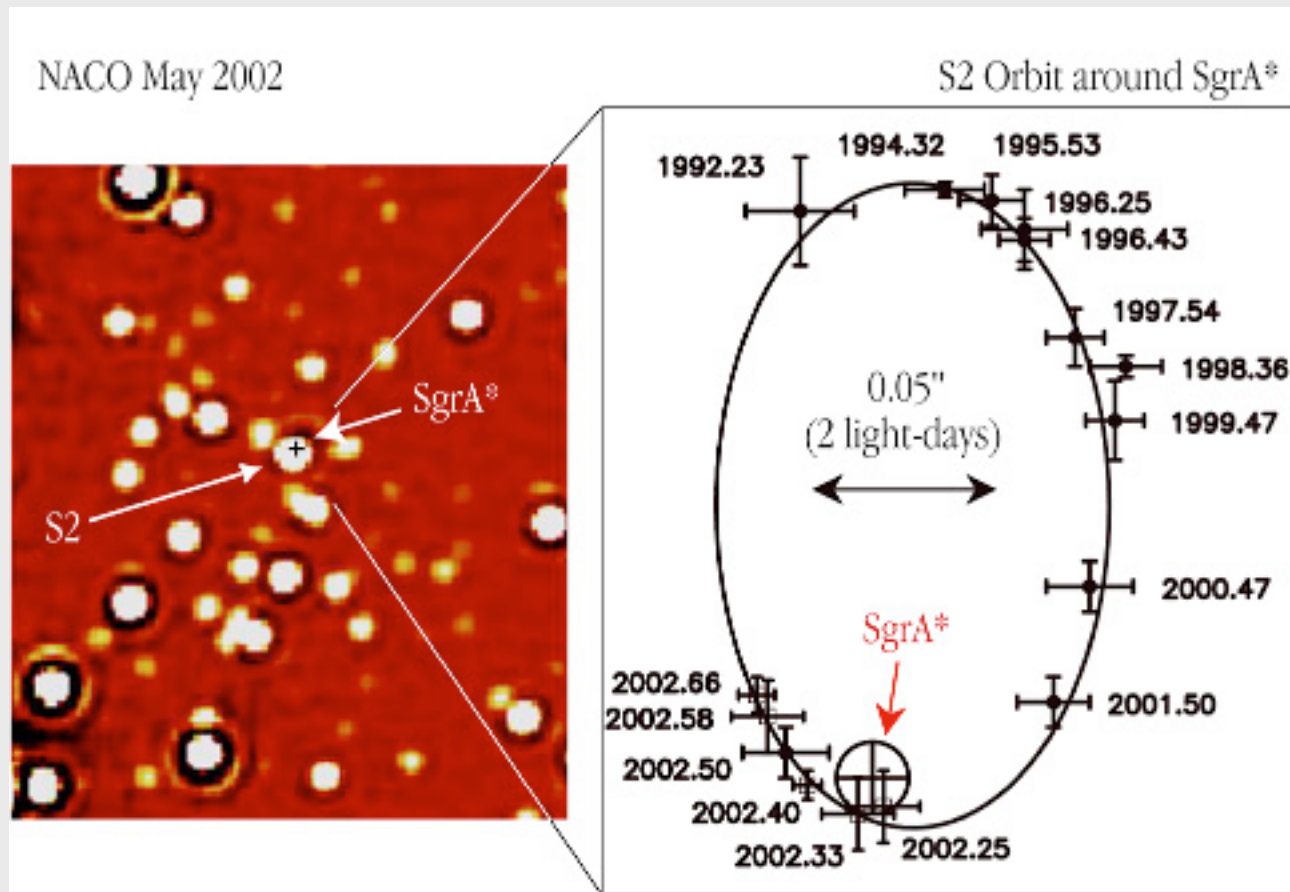 NACO May 2002
S2 Orbit around SgrA*
SgrA*
S2
1992.23
1994.32
1995.53
1996.25
1996.43
1997.54
1998.36
1999.47
0.05"
(2 light-days)
2000.47
SgrA*
2001.50
2002.66
2002.58
2002.50
2002.40
2002.33
2002.25